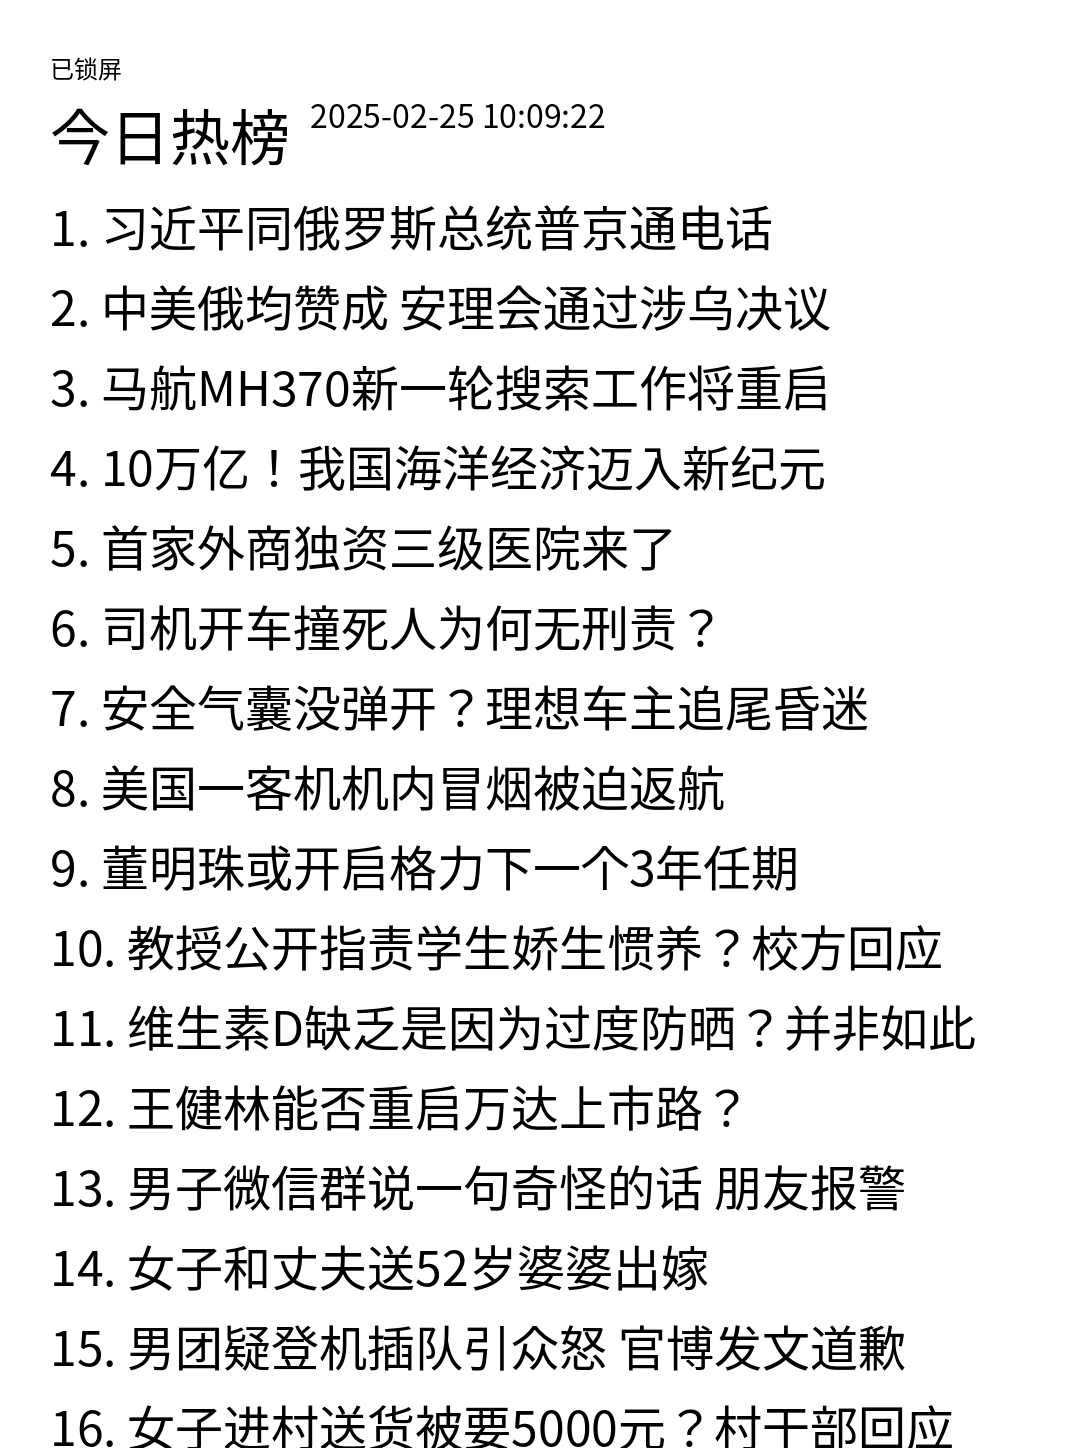 已锁屏
今日热榜 2025-02-25 10:09:22
1. 习近平同俄罗斯总统普京通电话
2. 中美俄均赞成 安理会通过涉乌决议
3. 马航MH370新一轮搜索工作将重启
4. 10万亿！我国海洋经济迈入新纪元
5. 首家外商独资三级医院来了
6. 司机开车撞死人为何无刑责？
7. 安全气囊没弹开？理想车主追尾昏迷
8. 美国一客机机内冒烟被迫返航
9. 董明珠或开启格力下一个3年任期
10. 教授公开指责学生娇生惯养？校方回应
11. 维生素D缺乏是因为过度防晒？并非如此
12. 王健林能否重启万达上市路？
13. 男子微信群说一句奇怪的话 朋友报警
14. 女子和丈夫送52岁婆婆出嫁
15. 男团疑登机插队引众怒 官博发文道歉
16. 女子进村送货被要5000元？村干部回应